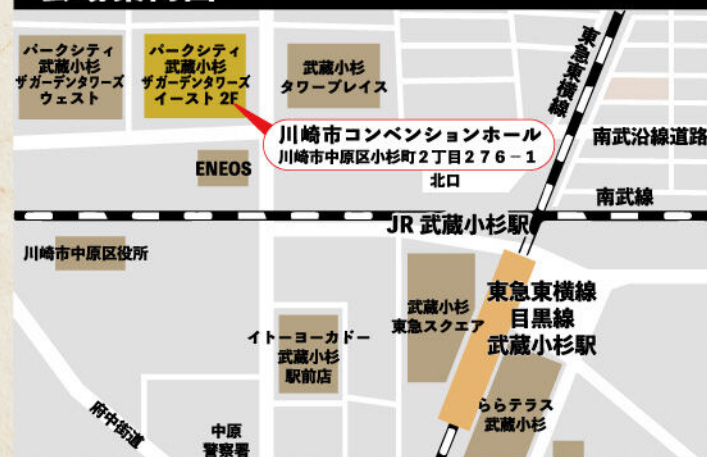 パークシティ
武蔵小杉
ザガーデンタワーズ
ウェスト
パークシティ
武蔵小杉
ザガーデンタワーズ
イースト 2F
武蔵小杉
タワープレイス
東急東横線
川崎市コンベンションホール
川崎市中原区小杉町2丁目276－1
南武沿線道路
ENEOS
北口
南武線
JR 武蔵小杉駅
川崎市中原区役所
武蔵小杉
東急スクエア
東急東横線
目黒線
武蔵小杉駅
イトーヨーカドー
武蔵小杉
駅前店
府中街道
中原
警察署
ららテラス
武蔵小杉